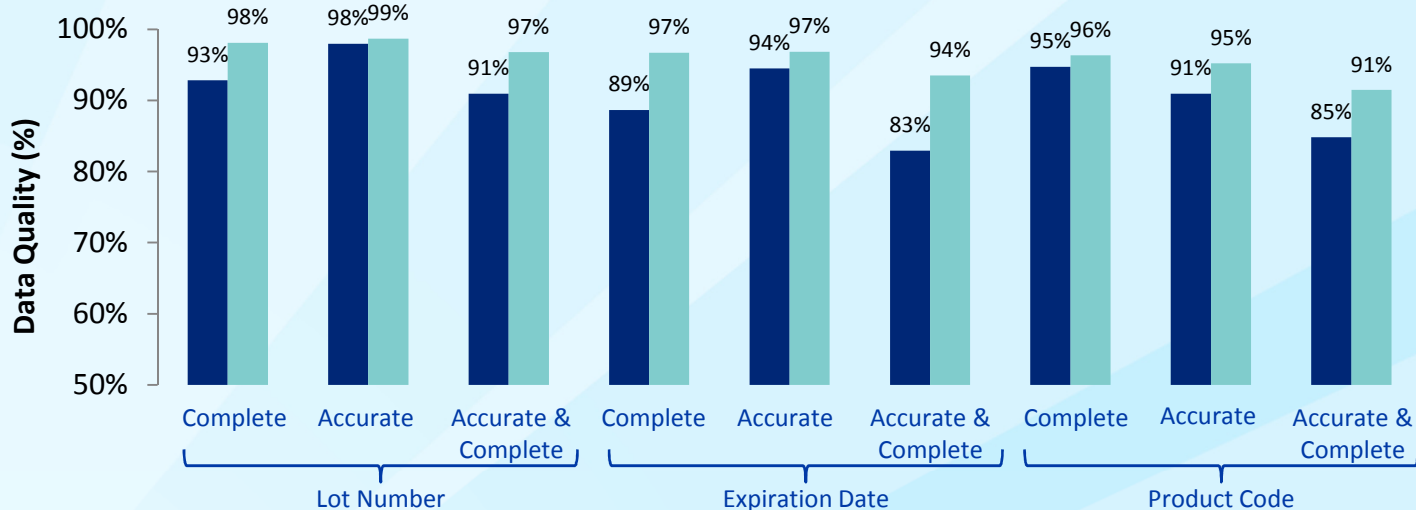 Data Quality (%)
100%
90%
80%
70%
60%
50%
93%
98%
98%
99%
91%
97%
89%
97%
94%
97%
83%
94%
95%
96%
91%
95%
85%
91%
Complete
Accurate
Accurate &
Complete
Complete
Accurate
Accurate &
Complete
Complete
Accurate
Accurate &
Complete
Lot Number
Expiration Date
Product Code